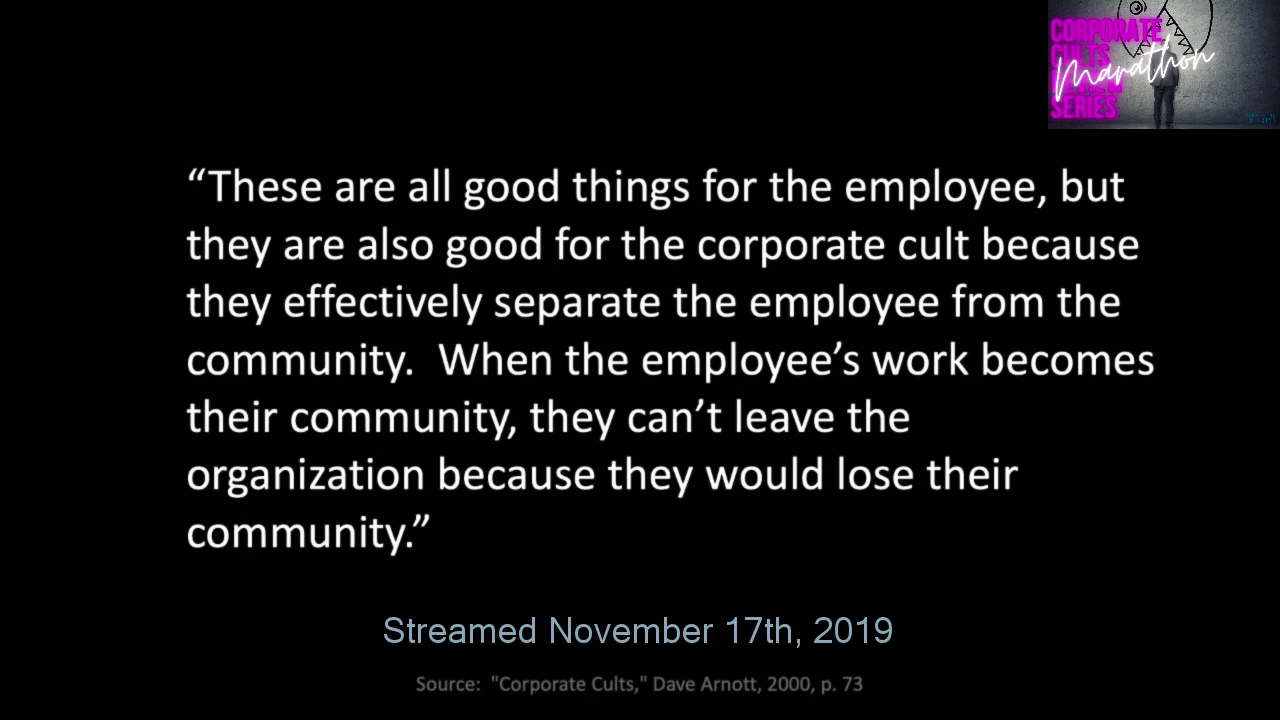 CORPORATE
CULTS
Marathon
SERIES
“These are all good things for the employee, but
they are also good for the corporate cult because
they effectively separate the employee from the
community.  When the employee’s work becomes
their community, they can’t leave the
organization because they would lose their
community.”
Streamed November 17th, 2019
Source:  "Corporate Cults," Dave Arnott, 2000, p. 73